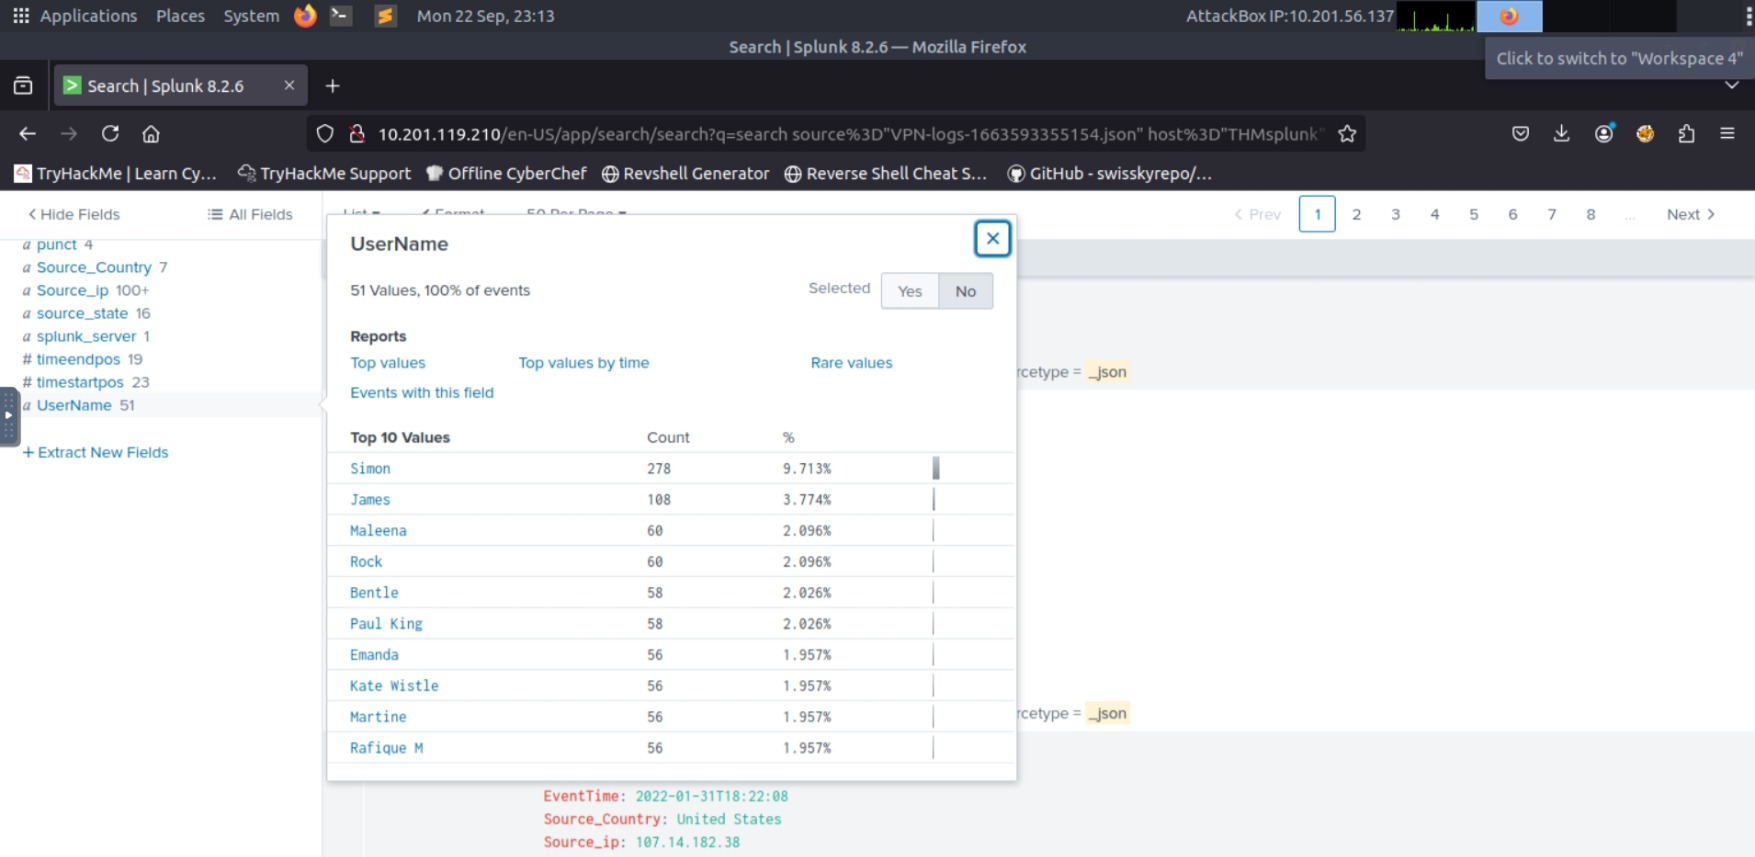 Applications Places System Mon 22 Sep, 23:13 AttackBox IP:10.201.56.137
Search | Splunk 8.2.6 — Mozilla Firefox
Click to switch to "Workspace 4"
Search | Splunk 8.2.6
10.201.119.210/en-US/app/search/search?q=search source%3D"VPN-logs-1663593355154.json" host%3D"THMsplunk"
TryHackMe | Learn Cy... TryHackMe Support Offline CyberChef Revshell Generator Reverse Shell Cheat S... GitHub - swisskyrepo/...
< Hide Fields All Fields List Format 50 Per Page < Prev 1 2 3 4 5 6 7 8 ... Next >
a punct 4
a Source_Country 7
a Source_ip 100+
a source_state 16
a splunk_server 1
# timeendpos 19
# timestartpos 23
a UserName 51
+ Extract New Fields
UserName
51 Values, 100% of events Selected Yes No
Reports
Top values Top values by time Rare values
Events with this field
Top 10 Values Count %
Simon 278 9.713%
James 108 3.774%
Maleena 60 2.096%
Rock 60 2.096%
Bentle 58 2.026%
Paul King 58 2.026%
Emanda 56 1.957%
Kate Wistle 56 1.957%
Martine 56 1.957%
Rafique M 56 1.957%
rcetype = _json
rcetype = _json
EventTime: 2022-01-31T18:22:08
Source_Country: United States
Source_ip: 107.14.182.38